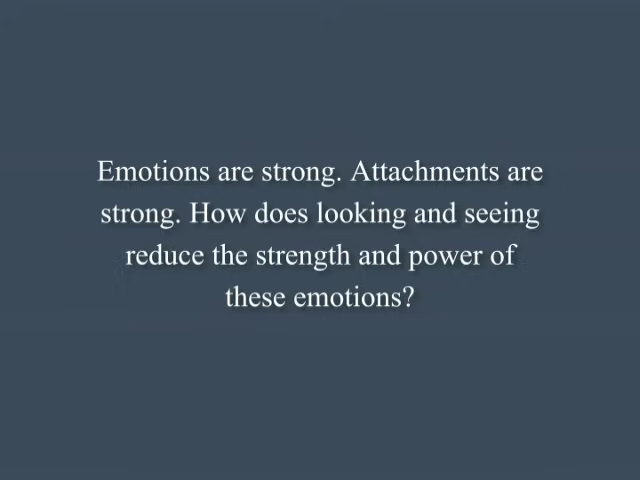 Emotions are strong. Attachments are
strong. How does looking and seeing
reduce the strength and power of
these emotions?